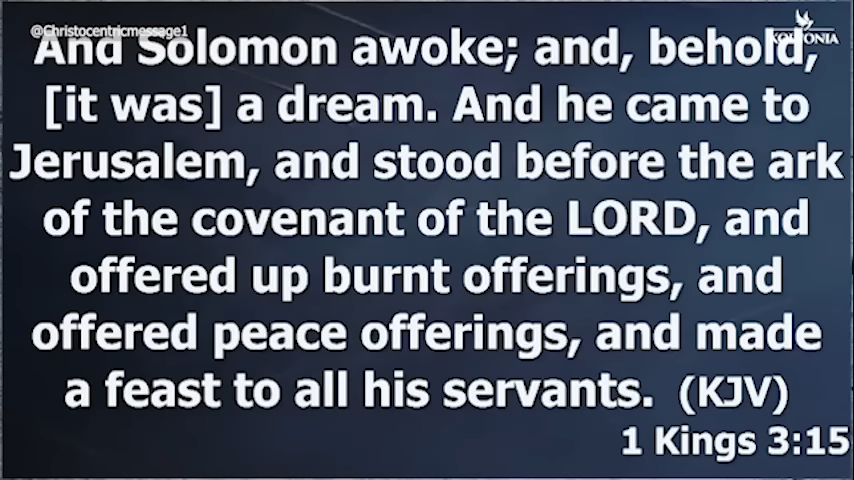 @Christocentricmessage1
KOINONIA
And Solomon awoke; and, behold,
[it was] a dream. And he came to
Jerusalem, and stood before the ark
of the covenant of the LORD, and
offered up burnt offerings, and
offered peace offerings, and made
a feast to all his servants. (KJV)
1 Kings 3:15